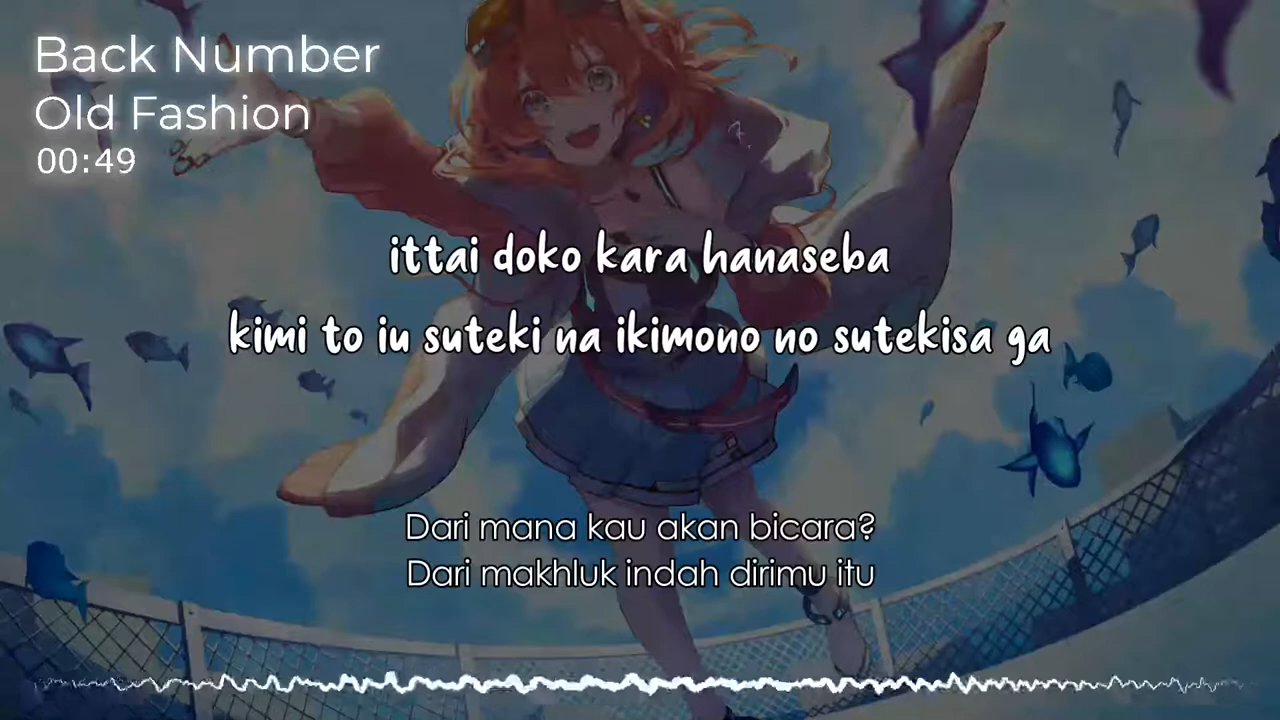 Back Number
Old Fashion
00:49
ittai doko kara hanaseba
kimi to iu suteki na ikimono no sutekisa ga
Dari mana kau akan bicara?
Dari makhluk indah dirimu itu